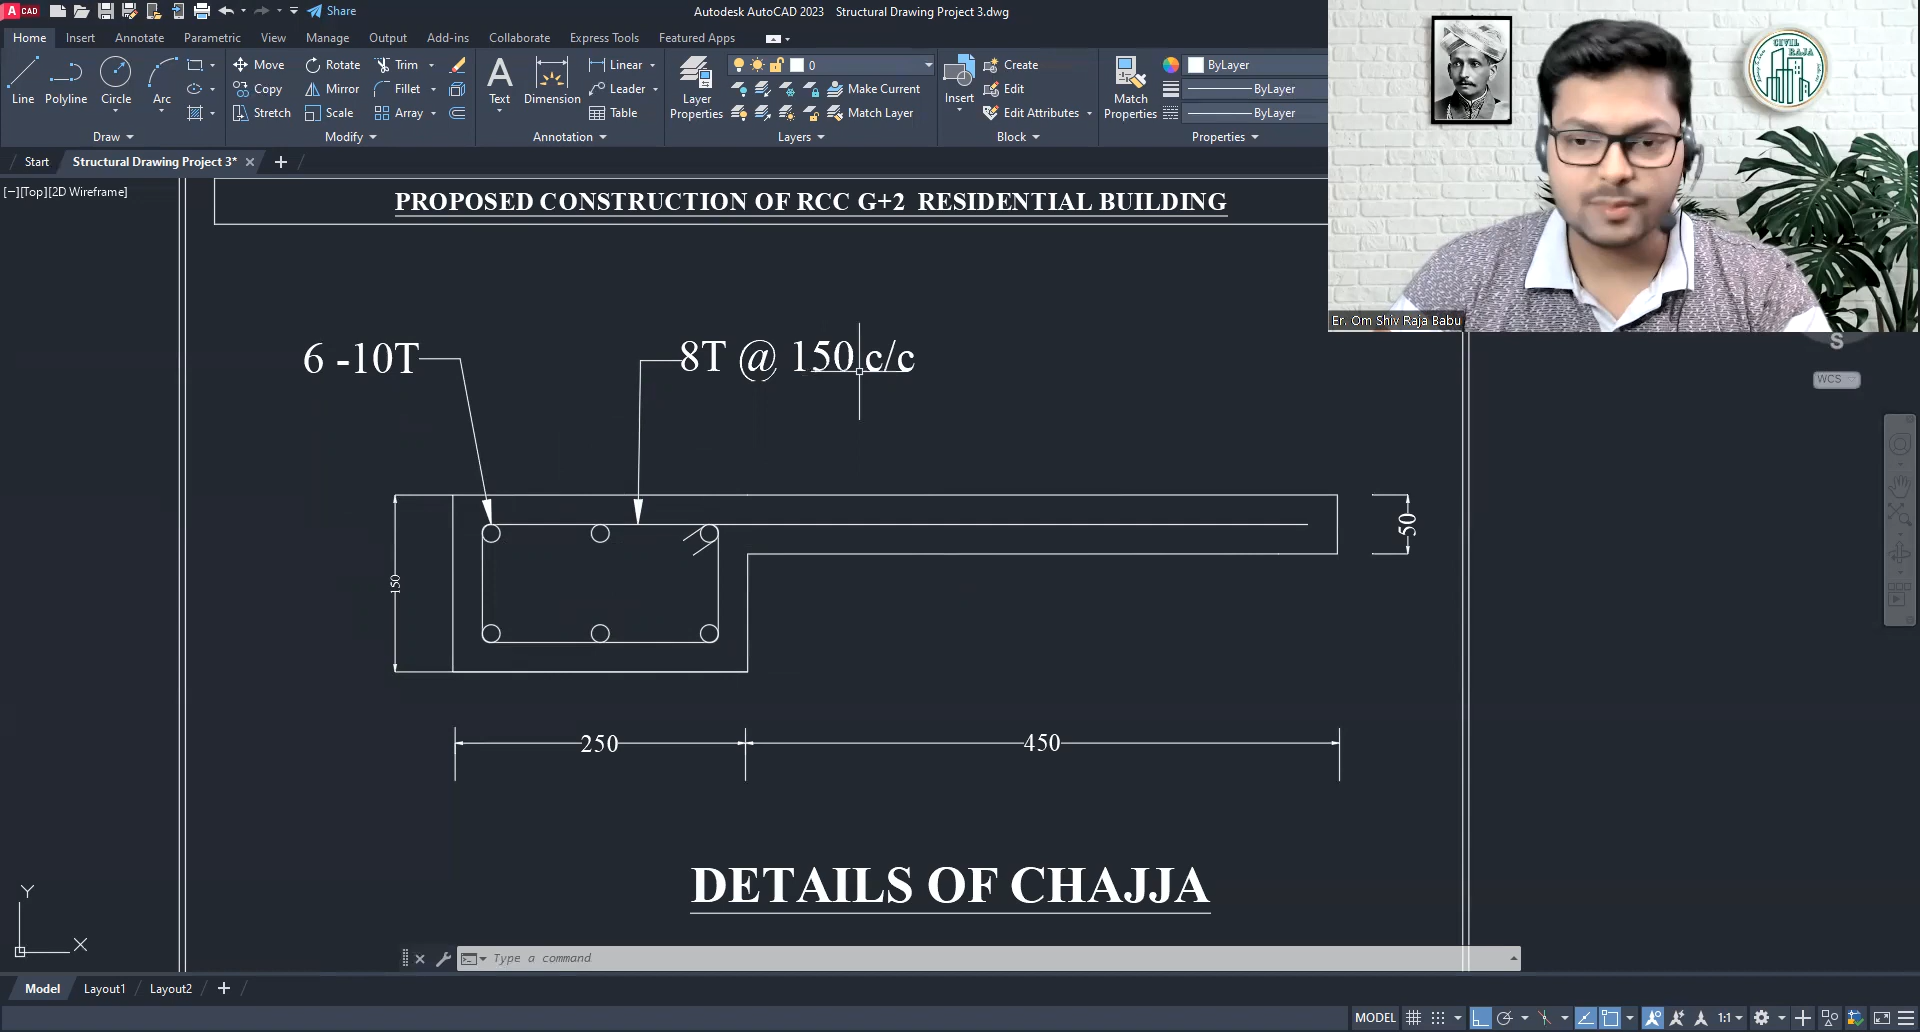 A CAD
Share
Autodesk AutoCAD 2023 Structural Drawing Project 3.dwg
Home Insert Annotate Parametric View Manage Output Add-ins Collaborate Express Tools Featured Apps
Line Polyline Circle Arc
Move Rotate Trim
Copy Mirror Fillet
Stretch Scale Array
Text Dimension
Linear
Leader
Table
Layer Properties
0
Make Current
Match Layer
Insert
Create
Edit
Edit Attributes
Match Properties
ByLayer
ByLayer
ByLayer
Draw Modify Annotation Layers Block Properties
Start Structural Drawing Project 3*
[−][Top][2D Wireframe]
CIVIL RAJA
Er. Om Shiv Raja Babu
PROPOSED CONSTRUCTION OF RCC G+2 RESIDENTIAL BUILDING
S
WCS
6 -10T
8T @ 150 c/c
150
50
250
450
DETAILS OF CHAJJA
Y
X
Type a command
Model Layout1 Layout2
MODEL 1:1